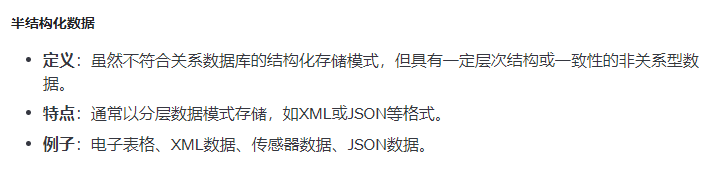 半结构化数据
• 定义：虽然不符合关系数据库的结构化存储模式，但具有一定层次结构或一致性的非关系型数
据。
• 特点：通常以分层数据模式存储，如XML或JSON等格式。
• 例子：电子表格、XML数据、传感器数据、JSON数据。